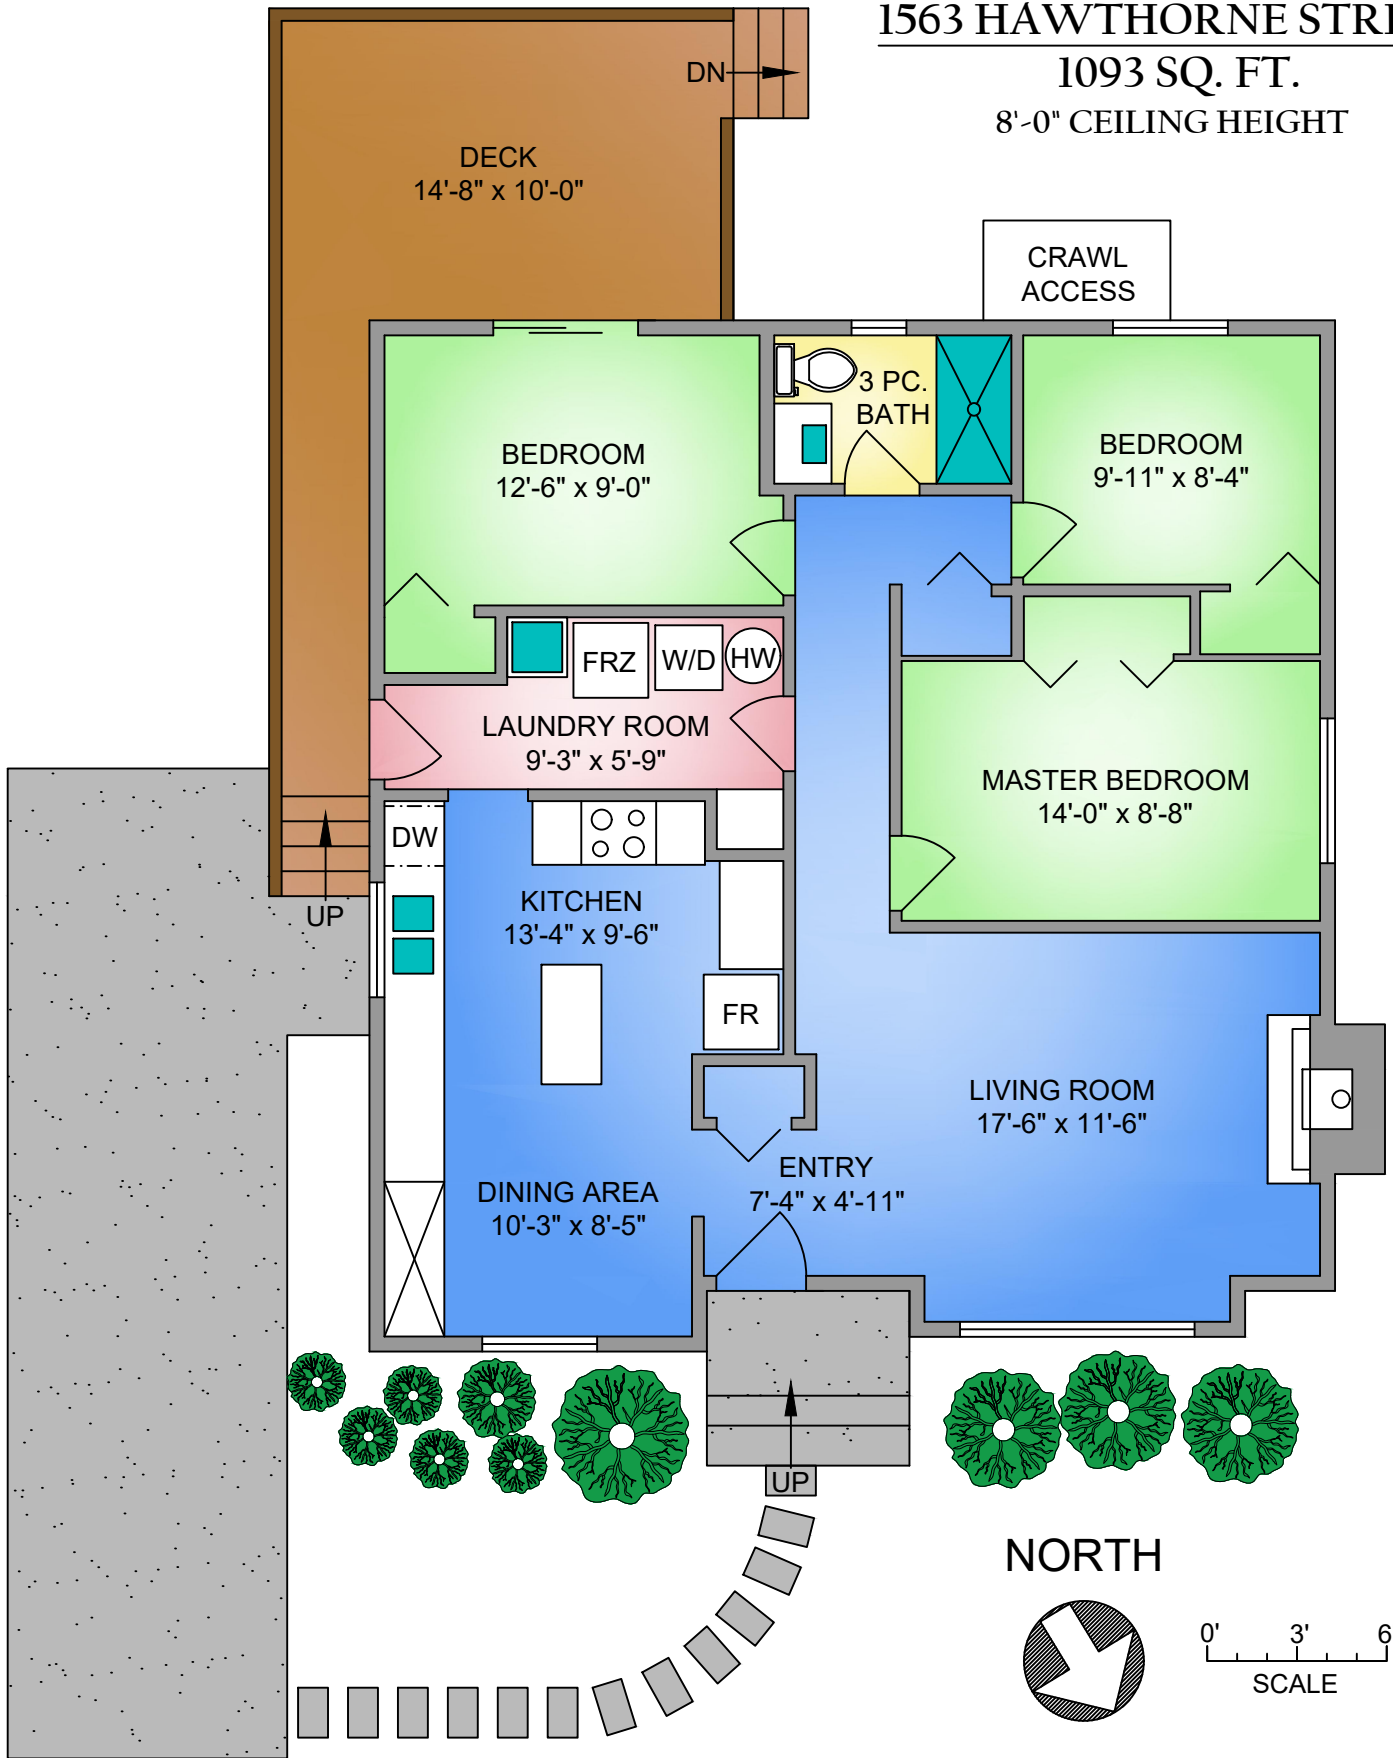 1563 HAWTHORNE STRE
1093 SQ. FT.
8'-0" CEILING HEIGHT
DN
DECK
14'-8" x 10'-0"
CRAWL
ACCESS
3 PC.
BATH
BEDROOM
12'-6" x 9'-0"
BEDROOM
9'-11" x 8'-4"
FRZ
W/D
HW
LAUNDRY ROOM
9'-3" x 5'-9"
MASTER BEDROOM
14'-0" x 8'-8"
DW
UP
KITCHEN
13'-4" x 9'-6"
FR
LIVING ROOM
17'-6" x 11'-6"
ENTRY
7'-4" x 4'-11"
DINING AREA
10'-3" x 8'-5"
UP
NORTH
0' 3' 6
SCALE